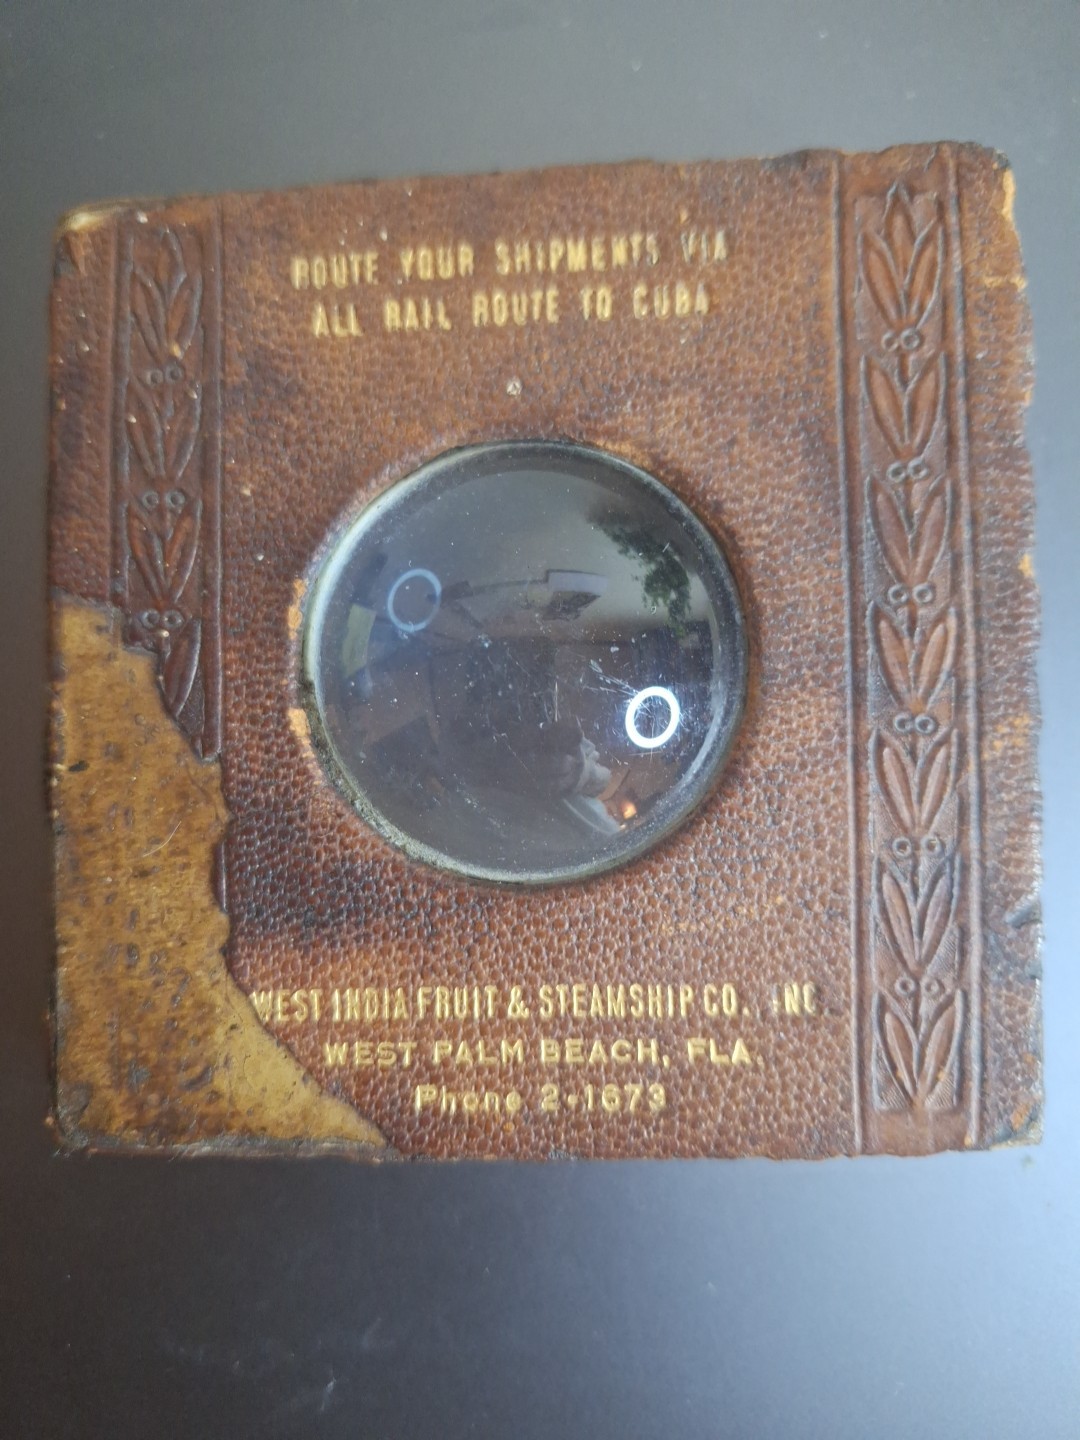 ROUTE YOUR SHIPMENTS VIA
ALL RAIL ROUTE TO CUBA
WEST INDIA FRUIT & STEAMSHIP CO., INC
WEST PALM BEACH, FLA.
Phone 2-1673